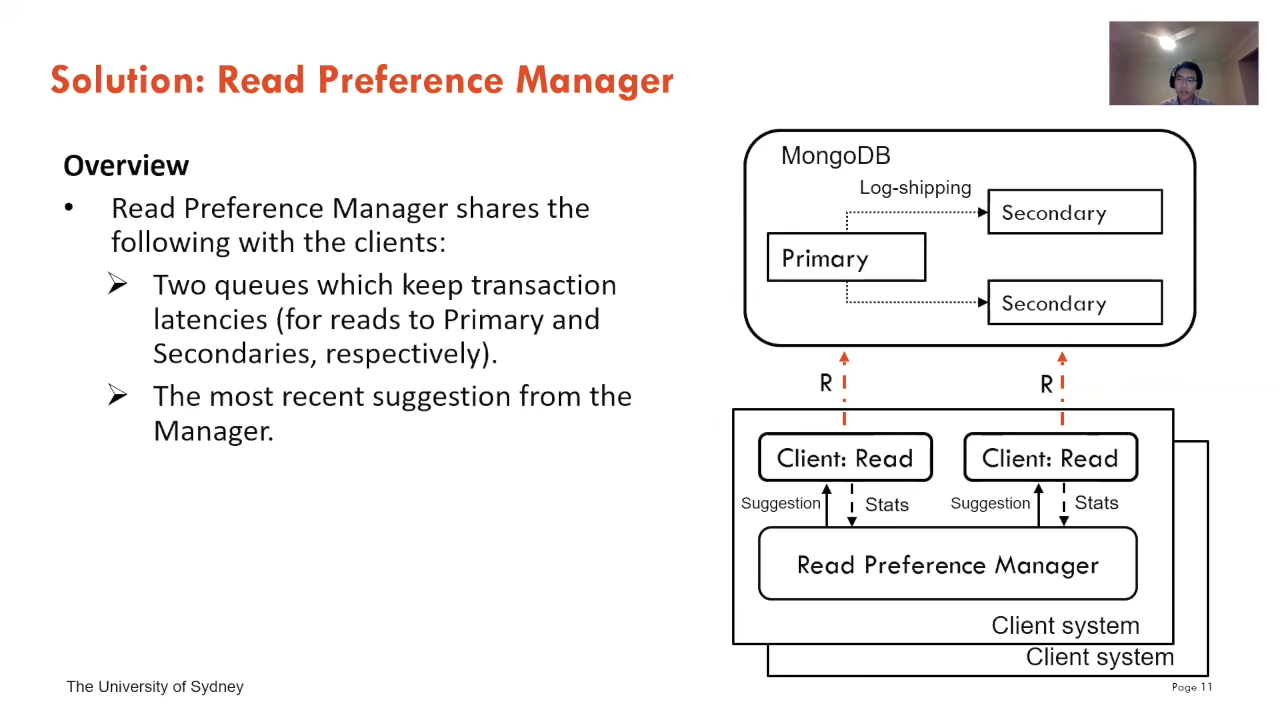 Solution: Read Preference Manager
Overview
• Read Preference Manager shares the
following with the clients:
➢ Two queues which keep transaction
latencies (for reads to Primary and
Secondaries, respectively).
➢ The most recent suggestion from the
Manager.
MongoDB
Log-shipping
Secondary
Primary
Secondary
R
R
Client: Read
Client: Read
Suggestion
Stats
Suggestion
Stats
Read Preference Manager
Client system
Client system
The University of Sydney
Page 11